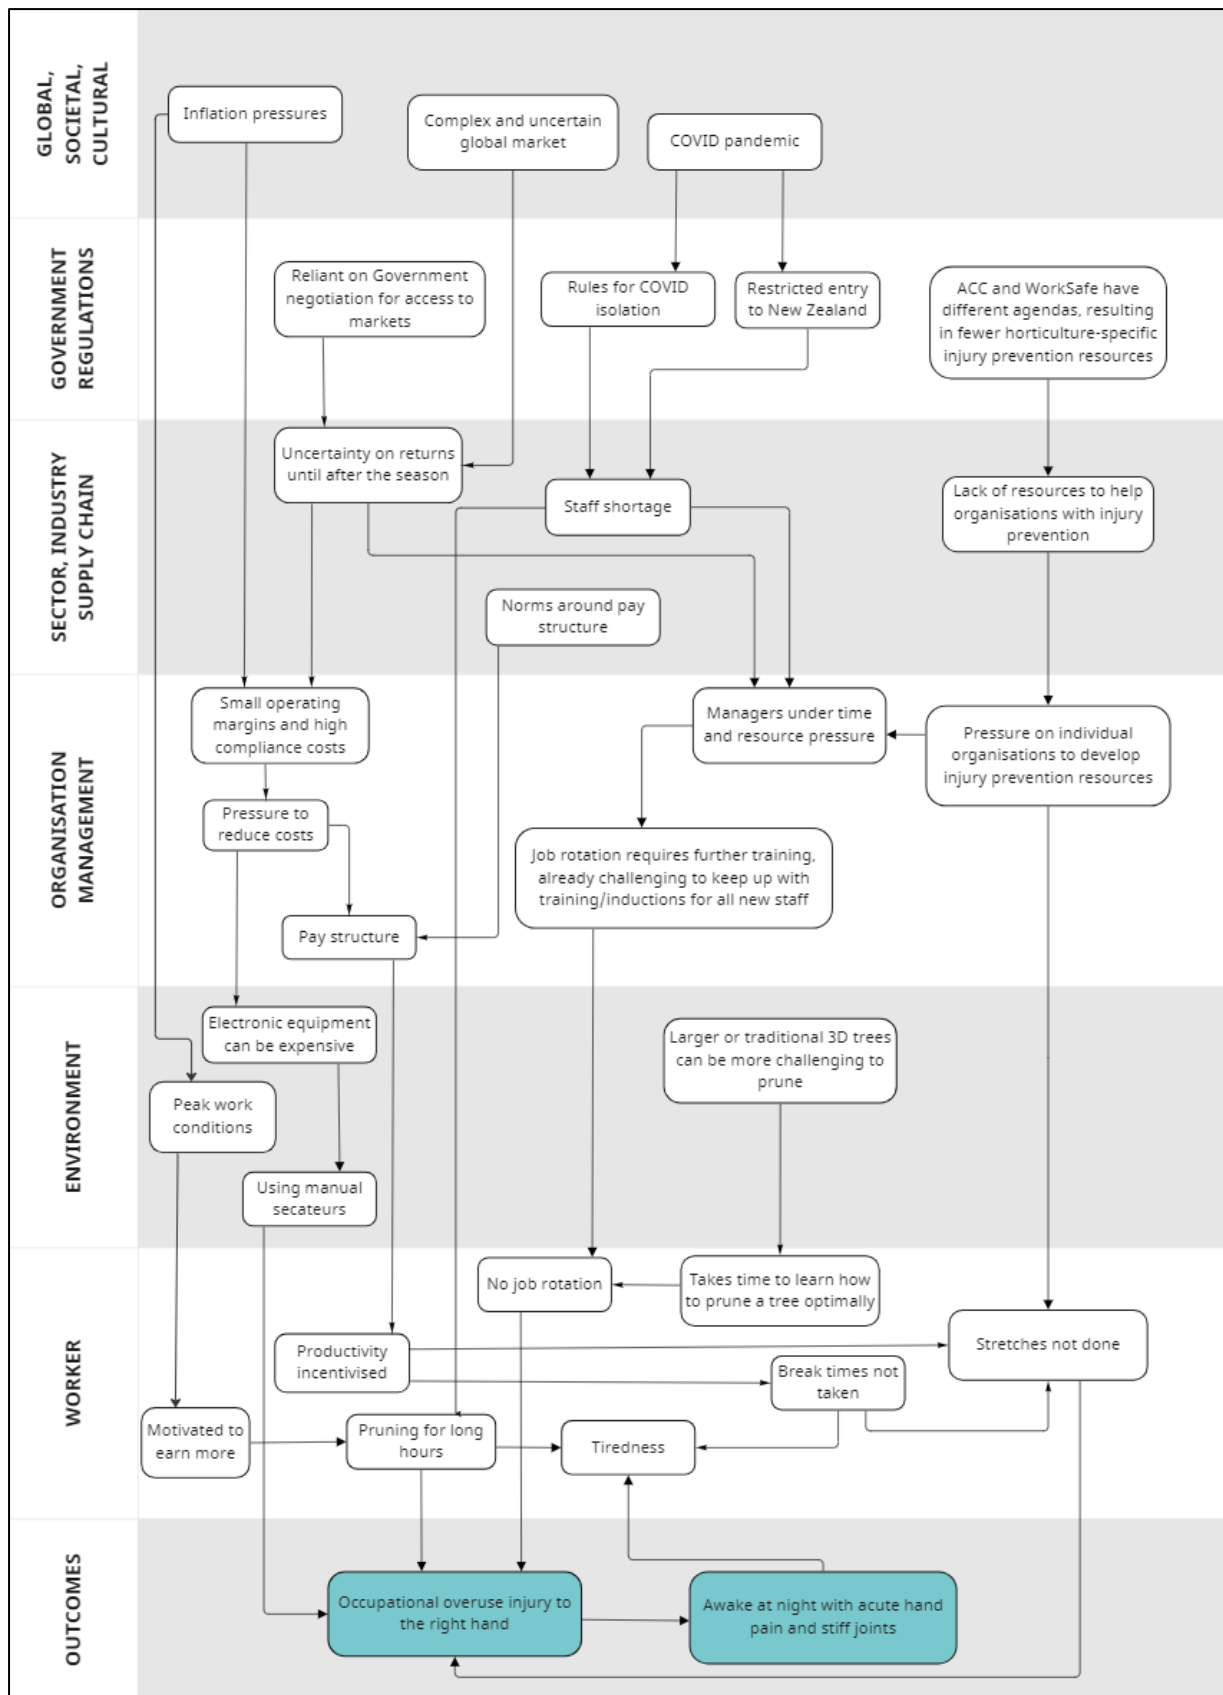 GLOBAL,
SOCIETAL,
CULTURAL
Inflation pressures
Complex and uncertain
global market
COVID pandemic
GOVERNMENT
REGULATIONS
Reliant on Government
negotiation for access to
markets
Rules for COVID
isolation
Restricted entry
to New Zealand
ACC and WorkSafe have
different agendas, resulting
in fewer horticulture-specific
injury prevention resources
SECTOR, INDUSTRY
SUPPLY CHAIN
Uncertainty on returns
until after the season
Staff shortage
Lack of resources to help
organisations with injury
prevention
Norms around pay
structure
ORGANISATION
MANAGEMENT
Small operating
margins and high
compliance costs
Managers under time
and resource pressure
Pressure on individual
organisations to develop
injury prevention resources
Pressure to
reduce costs
Job rotation requires further training,
already challenging to keep up with
training/inductions for all new staff
Pay structure
ENVIRONMENT
Electronic equipment
can be expensive
Larger or traditional 3D trees
can be more challenging to
prune
Peak work
conditions
Using manual
secateurs
WORKER
No job rotation
Takes time to learn how
to prune a tree optimally
Stretches not done
Productivity
incentivised
Break times not
taken
Motivated to
earn more
Pruning for long
hours
Tiredness
OUTCOMES
Occupational overuse injury to
the right hand
Awake at night with acute hand
pain and stiff joints